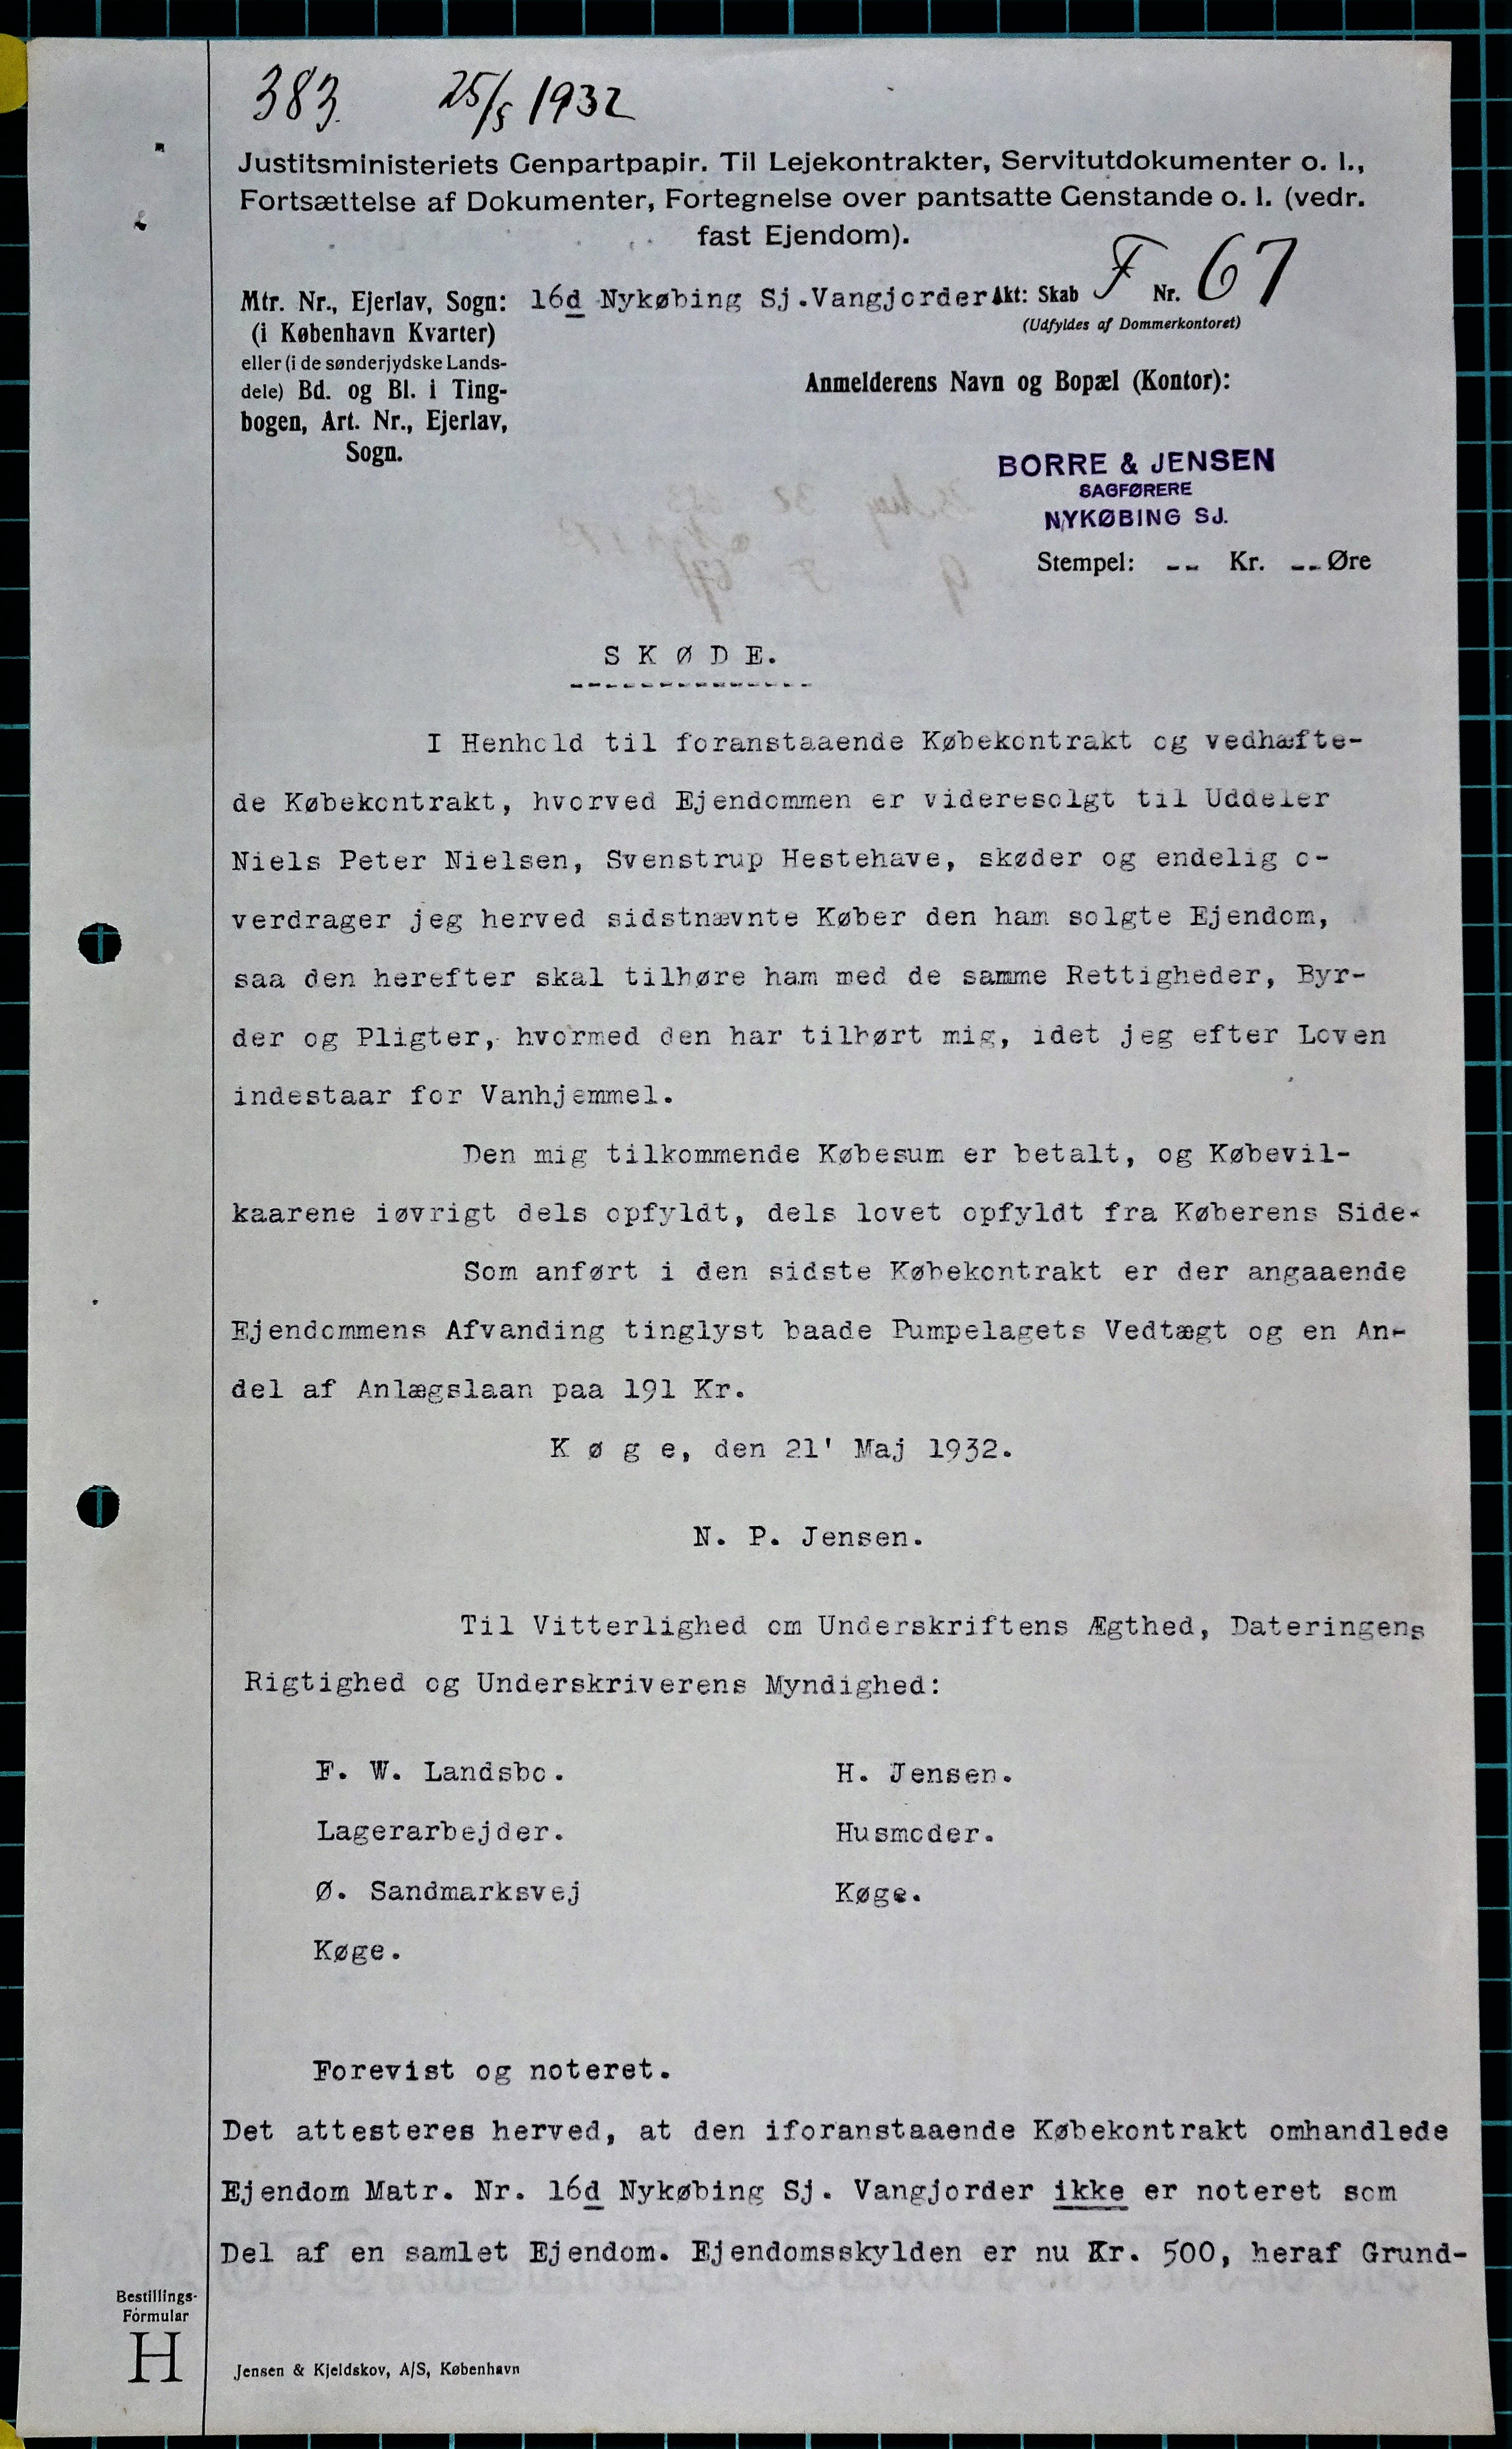 383. 25/5 1932
Justitsministeriets Genpartpapir. Til Lejekontrakter, Servitutdokumenter o. l.,
Fortsættelse af Dokumenter, Fortegnelse over pantsatte Genstande o. l. (vedr.
fast Ejendom).
Mtr. Nr., Ejerlav, Sogn: 16d Nykøbing Sj.Vangjorder Akt: Skab F Nr. 67
(i København Kvarter) (Udfyldes af Dommerkontoret)
eller (i de sønderjydske Lands-
dele) Bd. og Bl. i Ting- Anmelderens Navn og Bopæl (Kontor):
bogen, Art. Nr., Ejerlav,
Sogn.
BORRE & JENSEN
SAGFØRERE
NYKØBING SJ.
Stempel: -- Kr. -- Øre
S K Ø D E.
I Henhold til foranstaaende Købekontrakt og vedhæfte-
de Købekontrakt, hvorved Ejendommen er videresolgt til Uddeler
Niels Peter Nielsen, Svenstrup Hestehave, skøder og endelig o-
verdrager jeg herved sidstnævnte Køber den ham solgte Ejendom,
saa den herefter skal tilhøre ham med de samme Rettigheder, Byr-
der og Pligter, hvormed den har tilhørt mig, idet jeg efter Loven
indestaar for Vanhjemmel.
Den mig tilkommende Købesum er betalt, og Købevil-
kaarene iøvrigt dels opfyldt, dels lovet opfyldt fra Køberens Side.
Som anført i den sidste Købekontrakt er der angaaende
Ejendommens Afvanding tinglyst baade Pumpelagets Vedtægt og en An-
del af Anlægslaan paa 191 Kr.
K ø g e, den 21' Maj 1932.
N. P. Jensen.
Til Vitterlighed om Underskriftens Ægthed, Dateringens
Rigtighed og Underskriverens Myndighed:
F. W. Landsbo. H. Jensen.
Lagerarbejder. Husmoder.
Ø. Sandmarksvej Køge.
Køge.
Forevist og noteret.
Det attesteres herved, at den iforanstaaende Købekontrakt omhandlede
Ejendom Matr. Nr. 16d Nykøbing Sj. Vangjorder ikke er noteret som
Del af en samlet Ejendom. Ejendomsskylden er nu Kr. 500, heraf Grund-
Bestillings-
Formular
H
Jensen & Kjeldskov, A/S, København